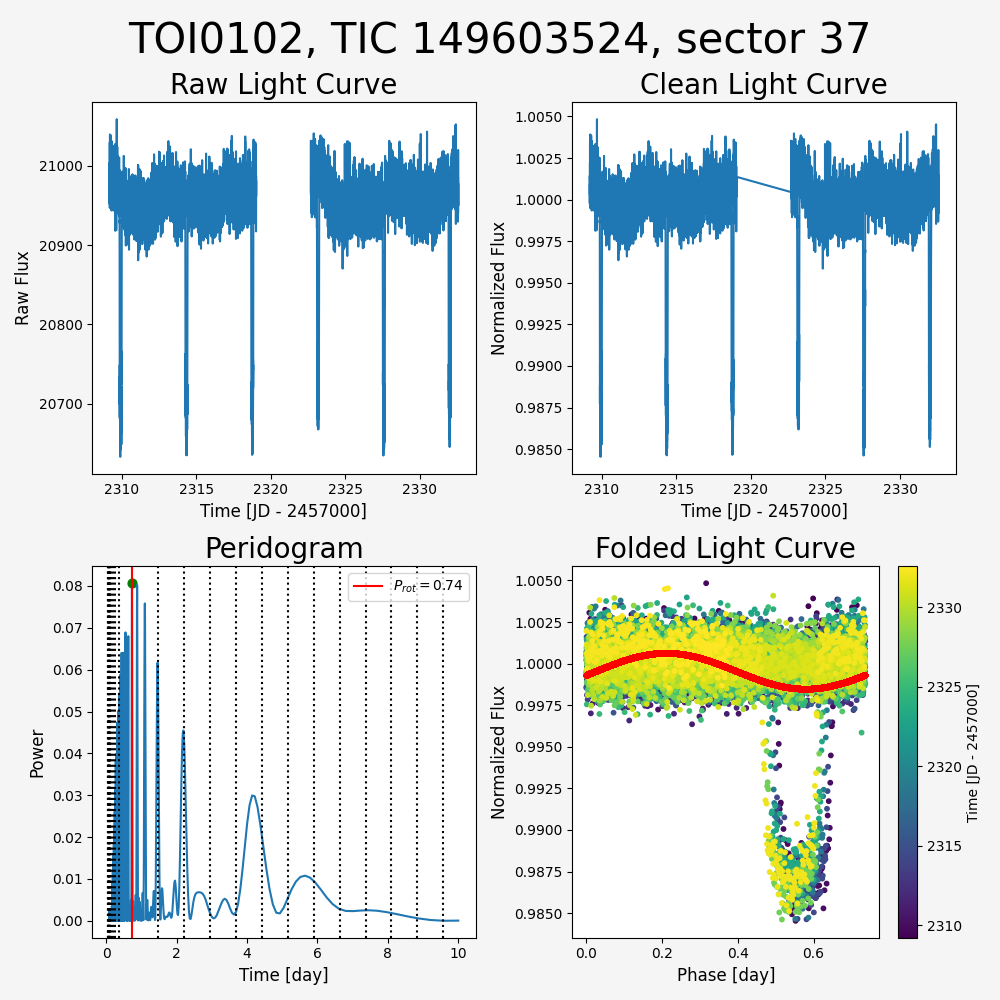 TOI0102, TIC 149603524, sector 37
Raw Light Curve
Clean Light Curve
21000
20900
20800
20700
Raw Flux
2310 2315 2320 2325 2330
Time [JD - 2457000]
1.0050
1.0025
1.0000
0.9975
0.9950
0.9925
0.9900
0.9875
0.9850
Normalized Flux
2310 2315 2320 2325 2330
Time [JD - 2457000]
Peridogram
Folded Light Curve
0.08
0.07
0.06
0.05
0.04
0.03
0.02
0.01
0.00
Power
P_rot = 0.74
0 2 4 6 8 10
Time [day]
1.0050
1.0025
1.0000
0.9975
0.9950
0.9925
0.9900
0.9875
0.9850
Normalized Flux
0.0 0.2 0.4 0.6
Phase [day]
2330
2325
2320
2315
2310
Time [JD - 2457000]